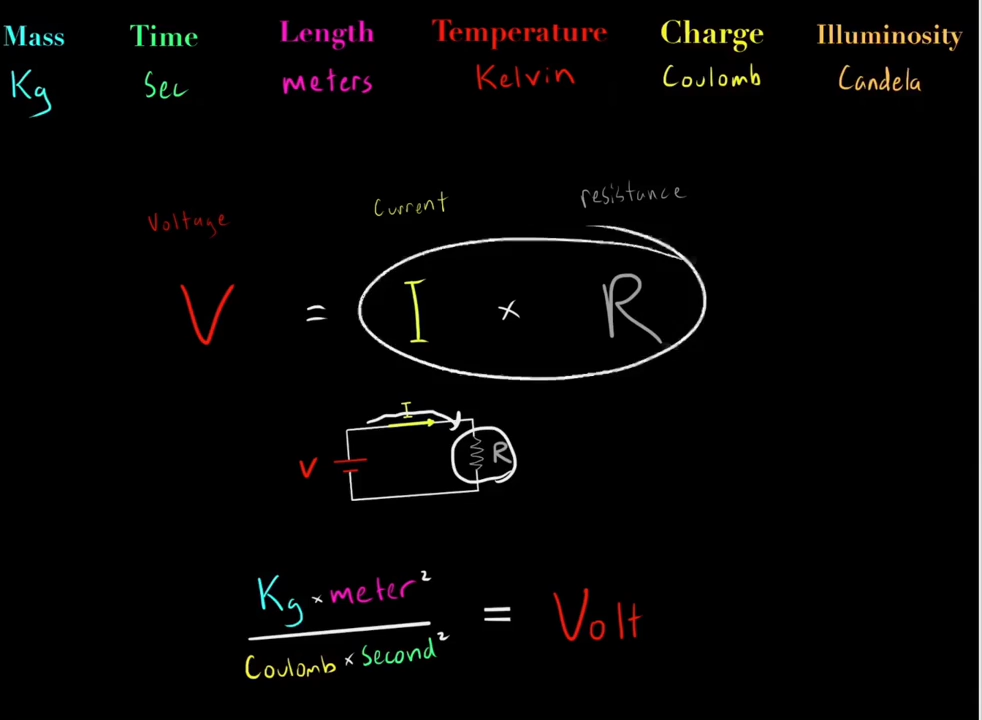 Mass Time Length Temperature Charge Illuminosity
Kg Sec meters Kelvin Coulomb Candela
Voltage Current resistance
V = I × R
I
V R
Kg × meter²
Coulomb × Second²
= Volt